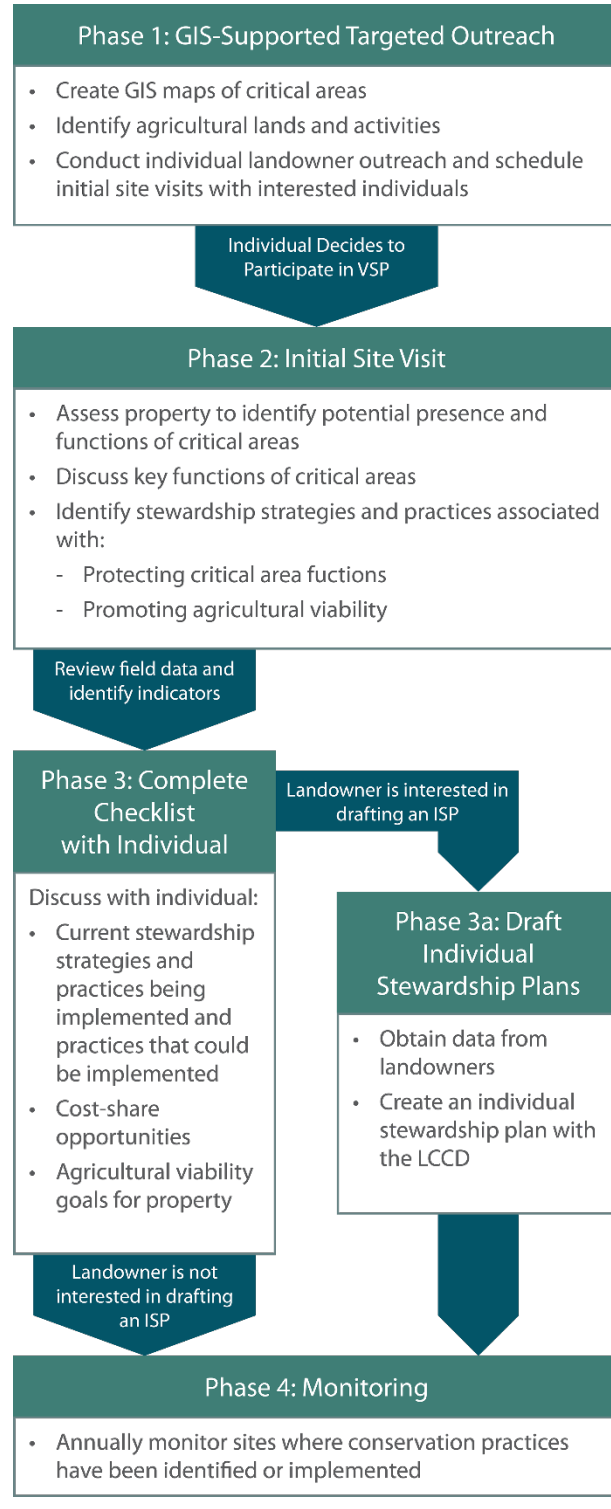 Phase 1: GIS-Supported Targeted Outreach
• Create GIS maps of critical areas
• Identify agricultural lands and activities
• Conduct individual landowner outreach and schedule
initial site visits with interested individuals
Individual Decides to
Participate in VSP
Phase 2: Initial Site Visit
• Assess property to identify potential presence and
functions of critical areas
• Discuss key functions of critical areas
• Identify stewardship strategies and practices associated
with:
- Protecting critical area fuctions
- Promoting agricultural viability
Review field data and
identify indicators
Phase 3: Complete
Checklist
with Individual
Discuss with individual:
• Current stewardship
strategies and
practices being
implemented and
practices that could
be implemented
• Cost-share
opportunities
• Agricultural viability
goals for property
Landowner is interested in
drafting an ISP
Phase 3a: Draft
Individual
Stewardship Plans
• Obtain data from
landowners
• Create an individual
stewardship plan with
the LCCD
Landowner is not
interested in drafting
an ISP
Phase 4: Monitoring
• Annually monitor sites where conservation practices
have been identified or implemented